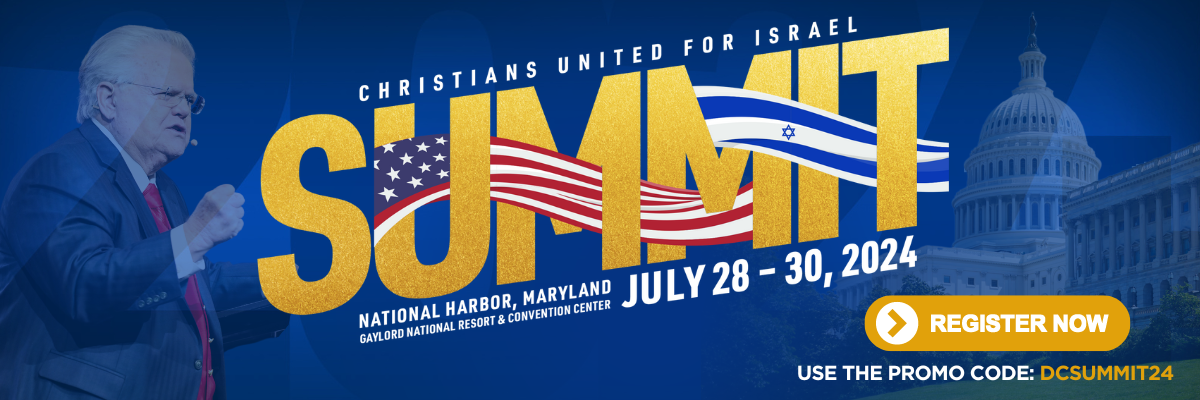 CHRISTIANS UNITED FOR ISRAEL
SUMMIT
NATIONAL HARBOR, MARYLAND
GAYLORD NATIONAL RESORT & CONVENTION CENTER
JULY 28 - 30, 2024
REGISTER NOW
USE THE PROMO CODE: DCSUMMIT24